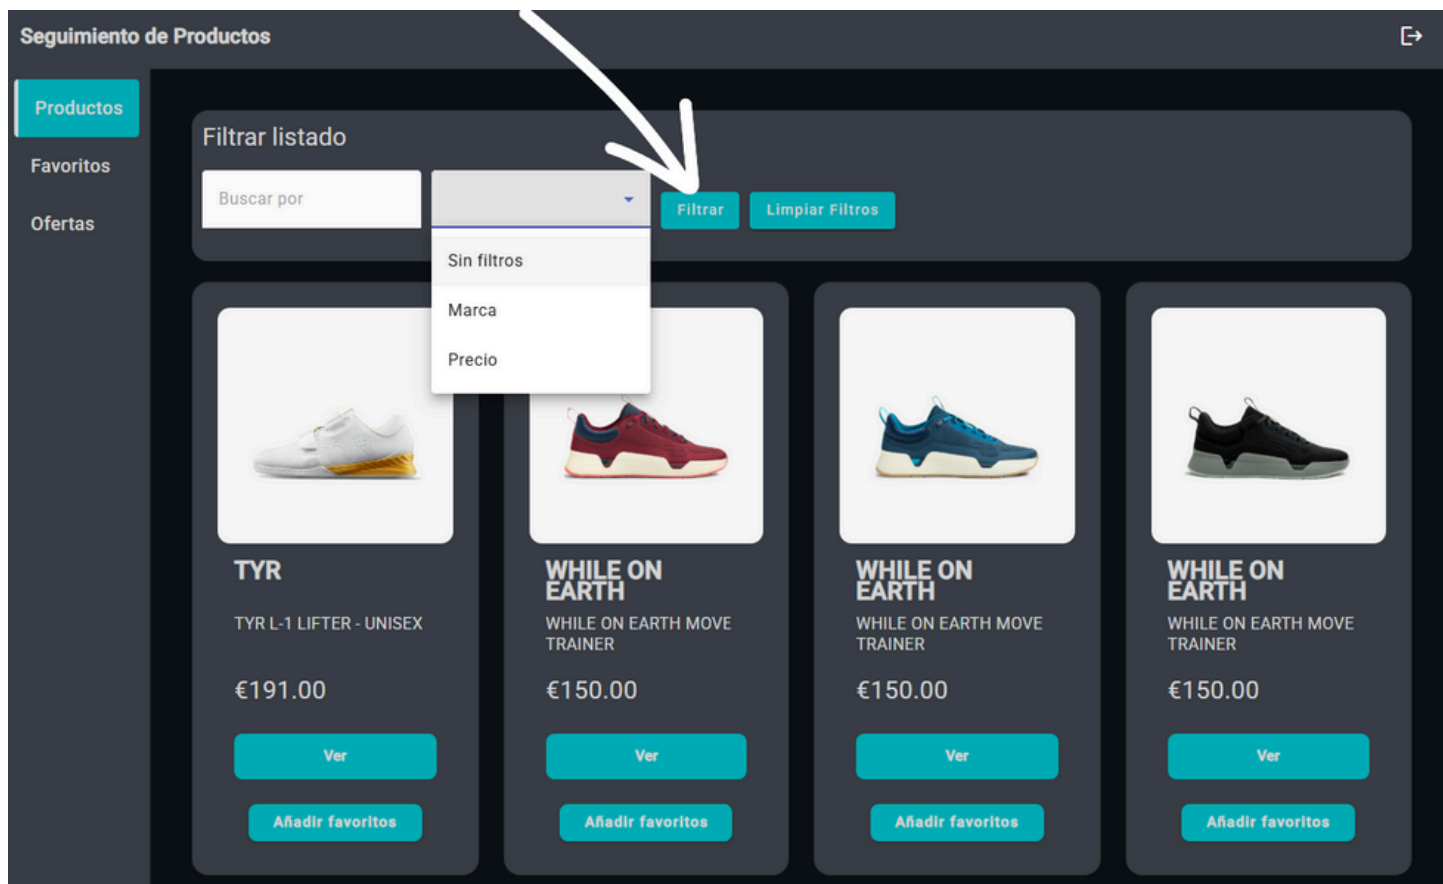 Seguimiento de Productos
Productos
Favoritos
Ofertas
Filtrar listado
Buscar por
Filtrar
Limpiar Filtros
Sin filtros
Marca
Precio
TYR
TYR L-1 LIFTER - UNISEX
€191.00
Ver
Añadir favoritos
WHILE ON
EARTH
WHILE ON EARTH MOVE
TRAINER
€150.00
Ver
Añadir favoritos
WHILE ON
EARTH
WHILE ON EARTH MOVE
TRAINER
€150.00
Ver
Añadir favoritos
WHILE ON
EARTH
WHILE ON EARTH MOVE
TRAINER
€150.00
Ver
Añadir favoritos